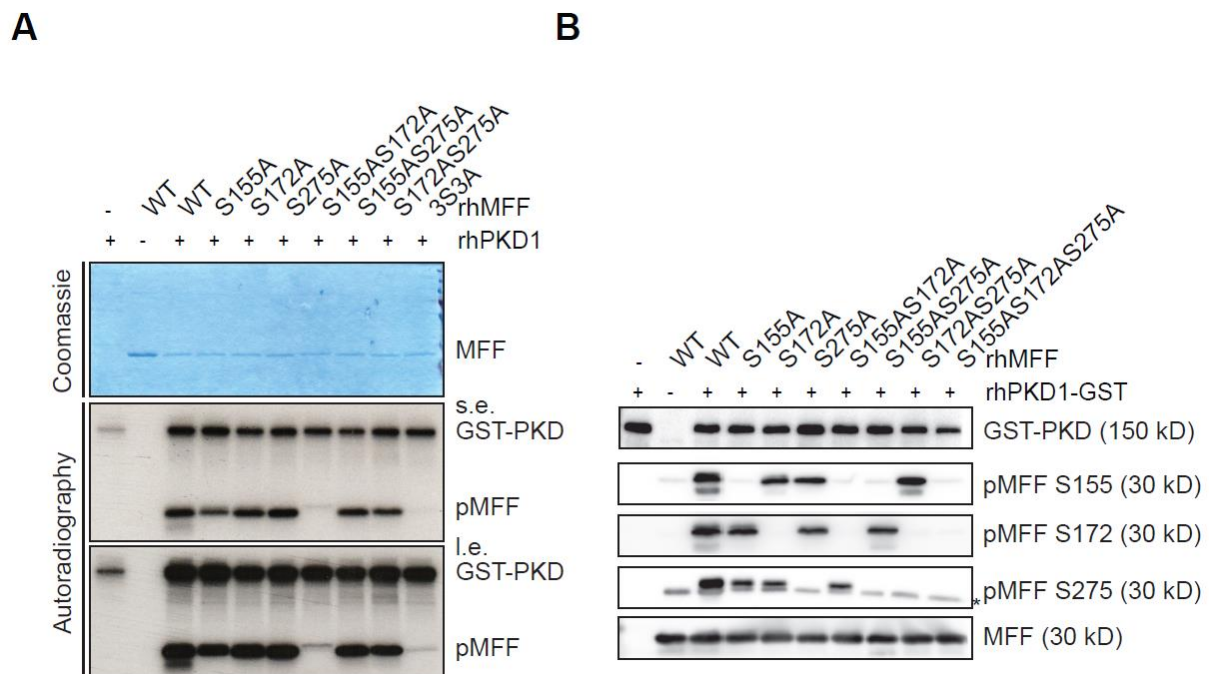 A
- WT WT S155A S172A S275A S155AS172A S155AS275A S172AS275A 3S3A rhMFF
+ - + + + + + + + + rhPKD1
Coomassie
MFF
Autoradiography
s.e.
GST-PKD
pMFF
l.e.
GST-PKD
pMFF
B
- WT WT S155A S172A S275A S155AS172A S155AS275A S172AS275A S155AS172AS275A rhMFF
+ - + + + + + + + + rhPKD1-GST
GST-PKD (150 kD)
pMFF S155 (30 kD)
pMFF S172 (30 kD)
*pMFF S275 (30 kD)
MFF (30 kD)